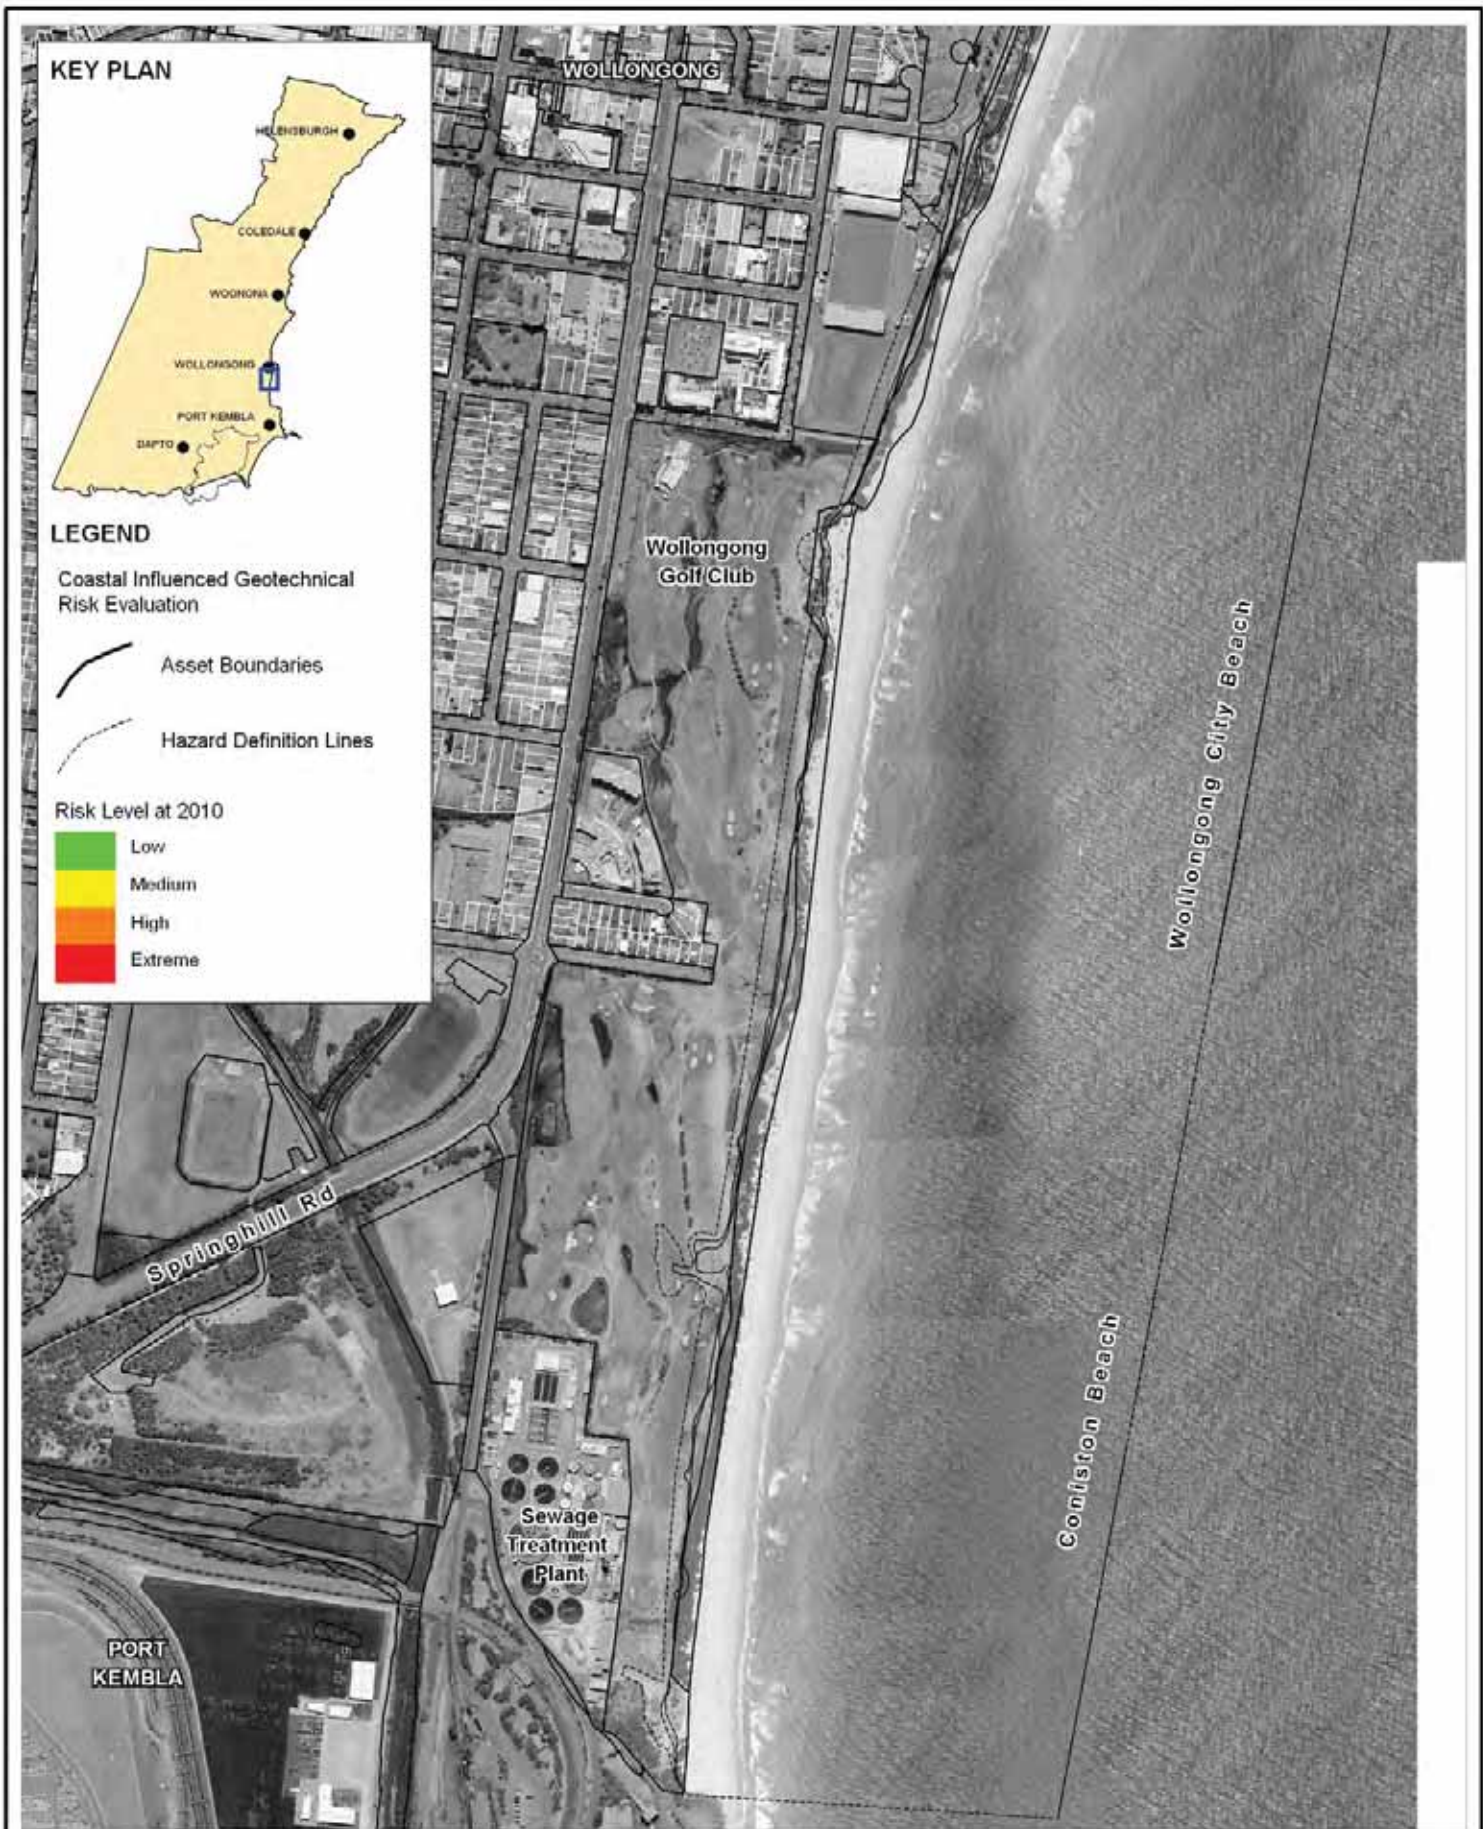 KEY PLAN
HELENSBURGH
COLEDALE
WOONONA
WOLLONGONG
PORT KEMBLA
DAPTO
LEGEND
Coastal Influenced Geotechnical
Risk Evaluation
Asset Boundaries
Hazard Definition Lines
Risk Level at 2010
Low
Medium
High
Extreme
WOLLONGONG
Wollongong
Golf Club
Wollongong City Beach
Springhill Rd
Coniston Beach
Sewage
Treatment
Plant
PORT
KEMBLA